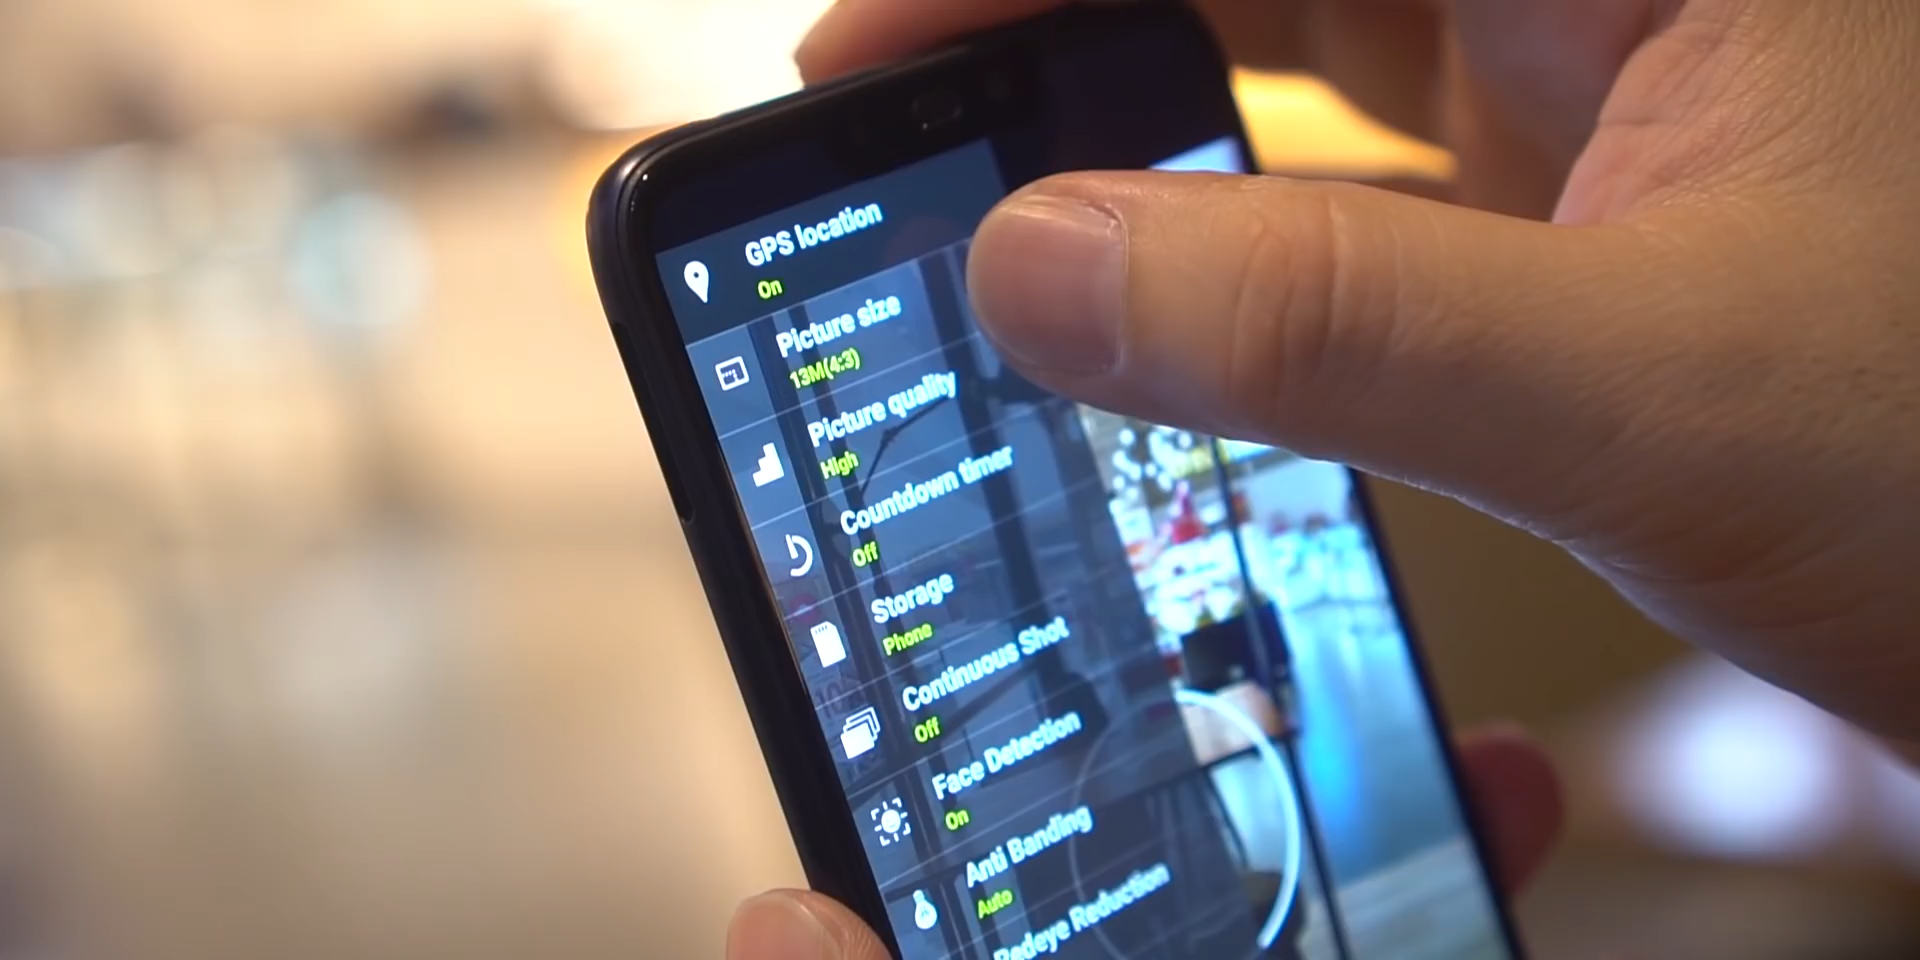 GPS location
On
Picture size
13M(4:3)
Picture quality
High
Countdown timer
Off
Storage
Phone
Continuous Shot
Off
Face Detection
On
Anti Banding
Auto
Redeye Reduction